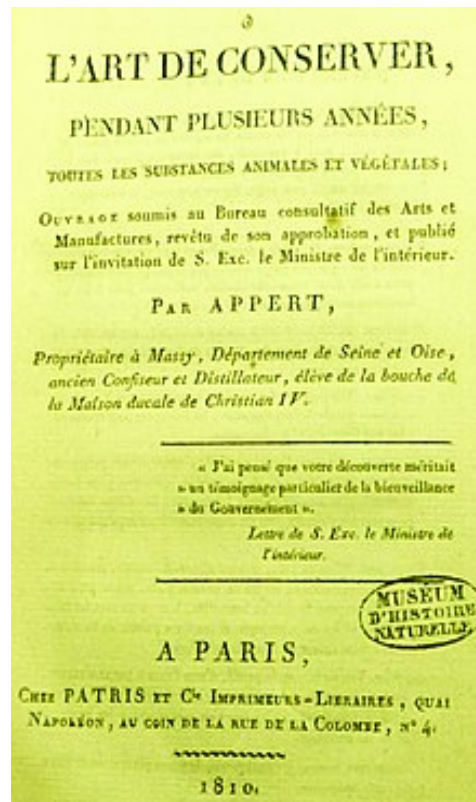 L'ART DE CONSERVER,
PENDANT PLUSIEURS ANNÉES,
TOUTES LES SUBSTANCES ANIMALES ET VÉGÉTALES;
OUVRAGE soumis au Bureau consultatif des Arts et
Manufactures, revêtu de son approbation, et publié
sur l'invitation de S. Exc. le Ministre de l'intérieur.
PAR APPERT,
Propriétaire à Massy, Département de Seine et Oise,
ancien Confiseur et Distillateur, élève de la bouche de
la Maison ducale de Christian IV.
« J'ai pensé que votre découverte méritait
» un témoignage particulier de la bienveillance
» du Gouvernement ».
Lettre de S. Exc. le Ministre de
l'intérieur.
MUSEUM
D'HISTOIRE
NATURELLE
A PARIS,
CHEZ PATRIS ET Cie IMPRIMEURS-LIBRAIRES, QUAI
NAPOLÉON, AU COIN DE LA RUE DE LA COLOMBE, N° 4.
1810.